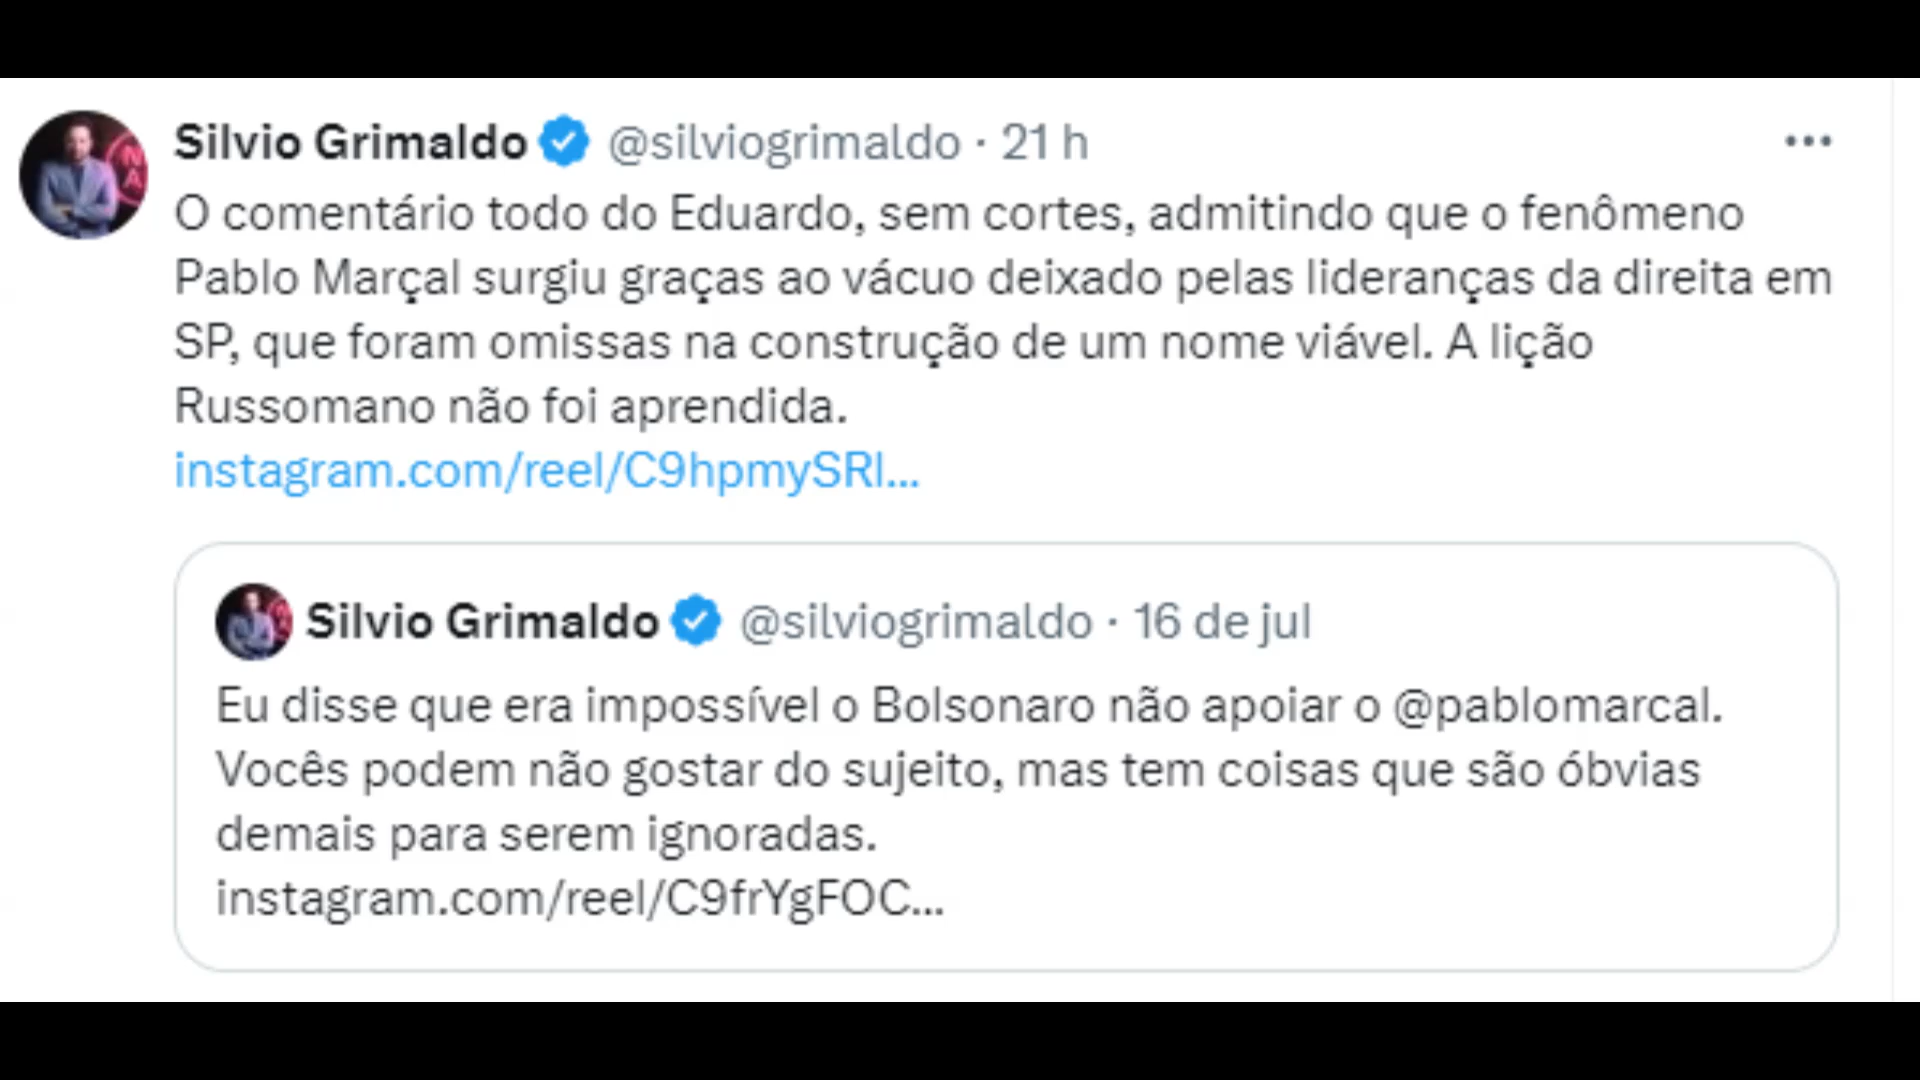 Silvio Grimaldo @silviogrimaldo · 21 h
O comentário todo do Eduardo, sem cortes, admitindo que o fenômeno
Pablo Marçal surgiu graças ao vácuo deixado pelas lideranças da direita em
SP, que foram omissas na construção de um nome viável. A lição
Russomano não foi aprendida.
instagram.com/reel/C9hpmySRl...
Silvio Grimaldo @silviogrimaldo · 16 de jul
Eu disse que era impossível o Bolsonaro não apoiar o @pablomarcal.
Vocês podem não gostar do sujeito, mas tem coisas que são óbvias
demais para serem ignoradas.
instagram.com/reel/C9frYgFOC...